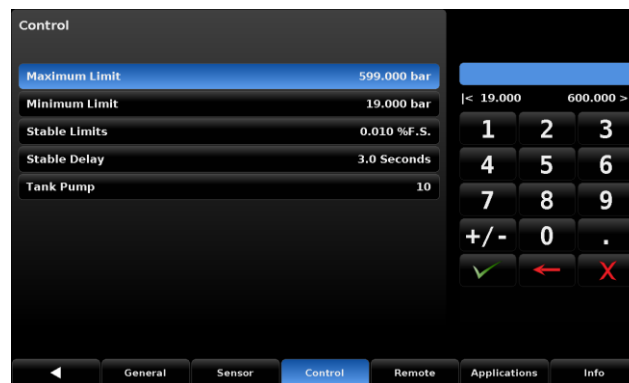 Control
Maximum Limit 599.000 bar
Minimum Limit 19.000 bar
Stable Limits 0.010 %F.S.
Stable Delay 3.0 Seconds
Tank Pump 10
|< 19.000 600.000 >
1 2 3
4 5 6
7 8 9
+/- 0 .
X
General Sensor Control Remote Applications Info